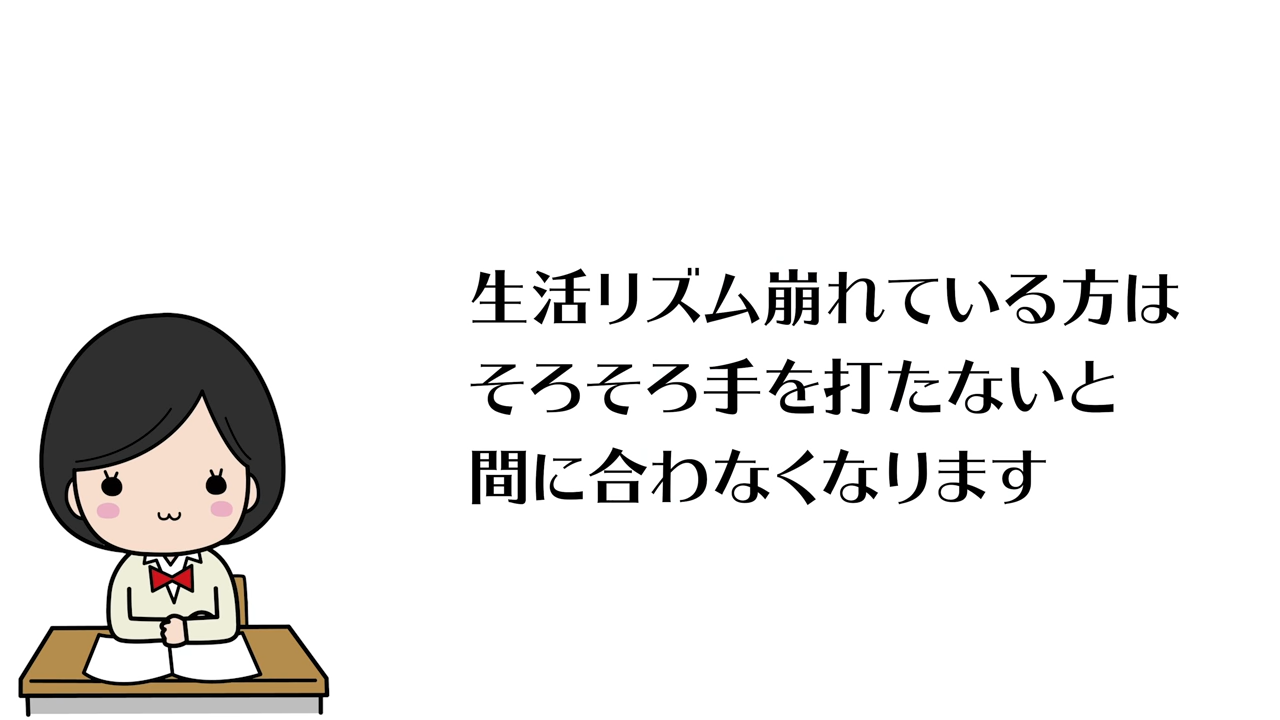 生活リズム崩れている方は
そろそろ手を打たないと
間に合わなくなります